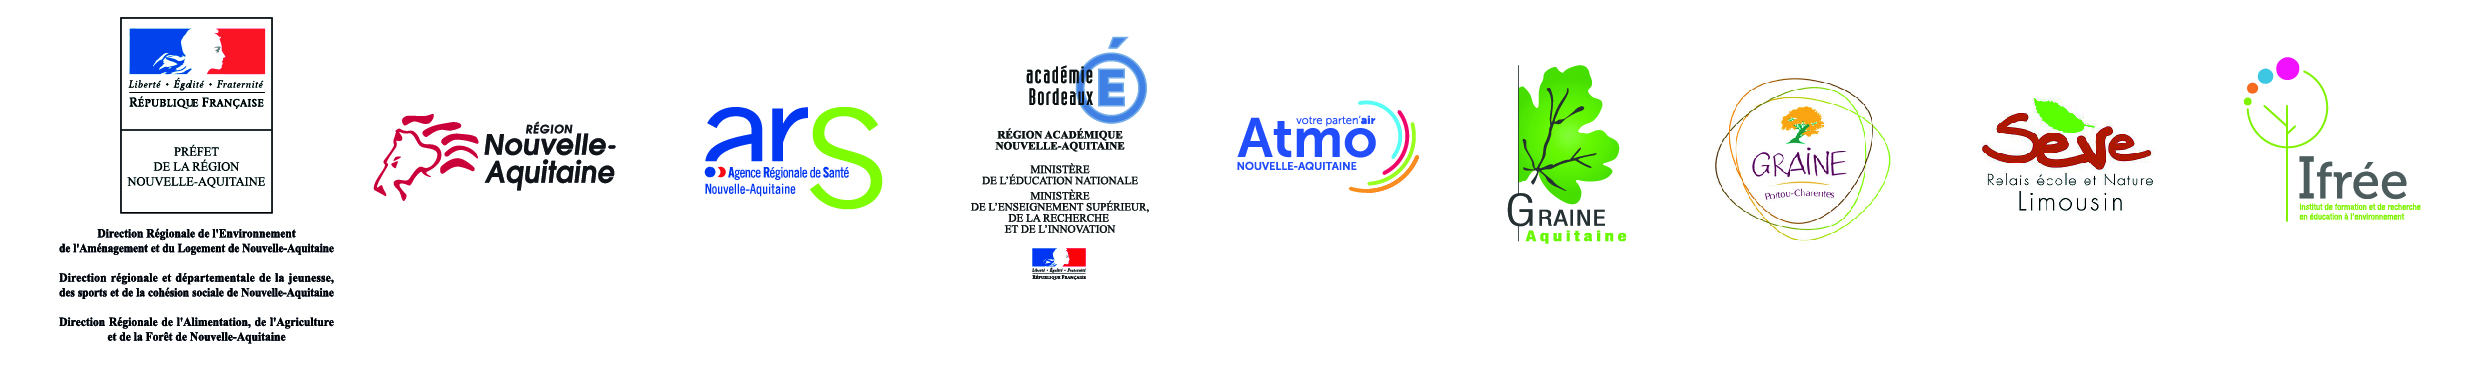 Liberté • Égalité • Fraternité
RÉPUBLIQUE FRANÇAISE
PRÉFET
DE LA RÉGION
NOUVELLE-AQUITAINE
Direction Régionale de l'Environnement
de l'Aménagement et du Logement de Nouvelle-Aquitaine
Direction régionale et départementale de la jeunesse,
des sports et de la cohésion sociale de Nouvelle-Aquitaine
Direction Régionale de l'Alimentation, de l'Agriculture
et de la Forêt de Nouvelle-Aquitaine
RÉGION
Nouvelle-
Aquitaine
ars
Agence Régionale de Santé
Nouvelle-Aquitaine
académie
Bordeaux
É
RÉGION ACADÉMIQUE
NOUVELLE-AQUITAINE
MINISTÈRE
DE L'ÉDUCATION NATIONALE
MINISTÈRE
DE L'ENSEIGNEMENT SUPÉRIEUR,
DE LA RECHERCHE
ET DE L'INNOVATION
Liberté • Égalité • Fraternité
RÉPUBLIQUE FRANÇAISE
votre parten'air
Atmo
NOUVELLE-AQUITAINE
GRAINE
Aquitaine
GRAiNE
Poitou-Charentes
Seve
Relais école et Nature
Limousin
Ifrée
Institut de formation et de recherche
en éducation à l'environnement